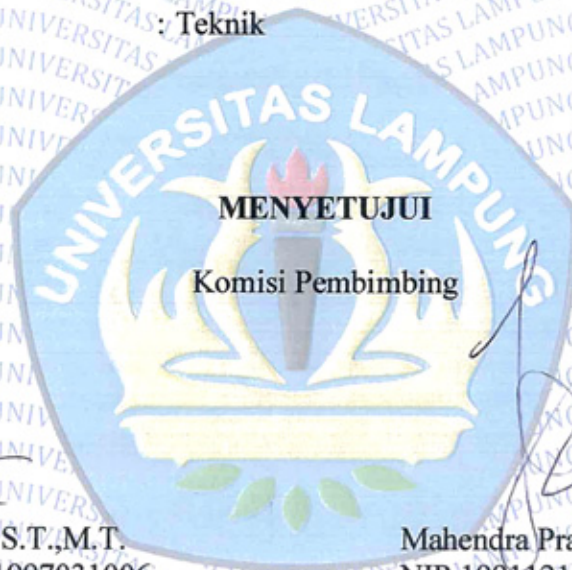 : Teknik
UNIVERSITAS LAMPUNG
MENYETUJUI
Komisi Pembimbing
S.T.,M.T.
Mahendra Pra